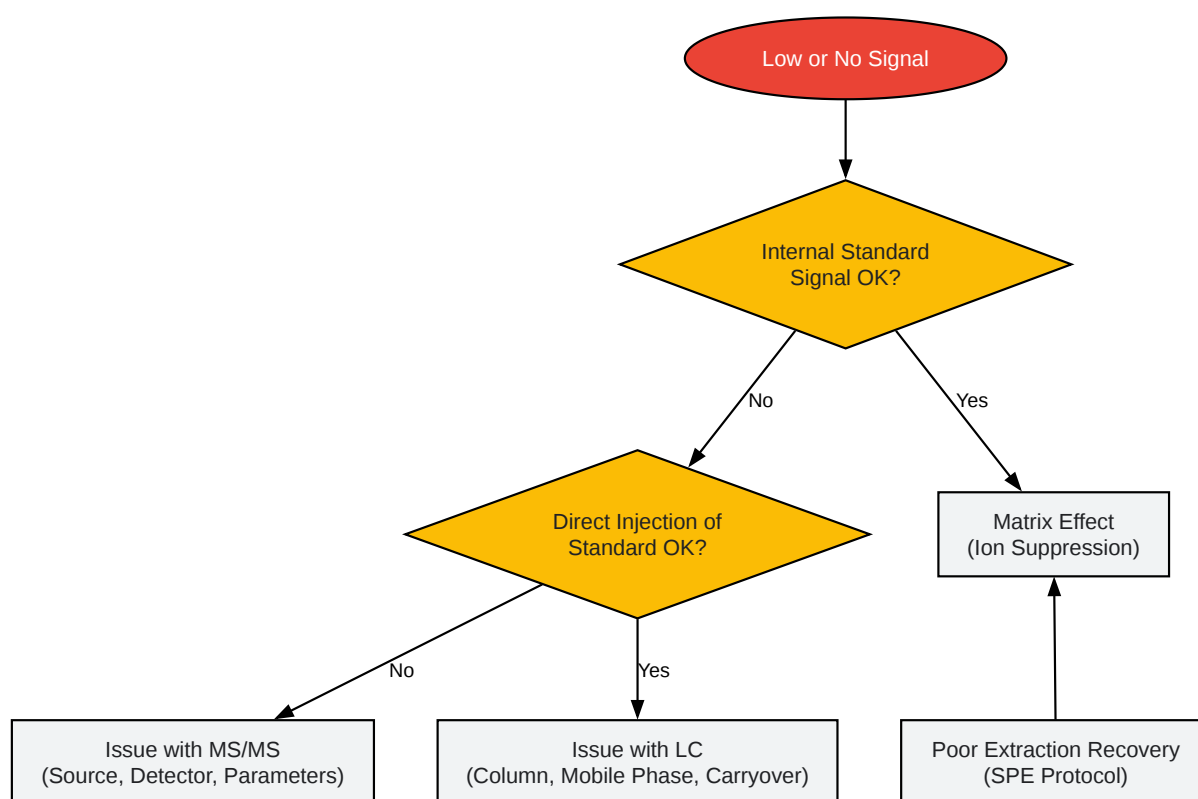 Low or No Signal
Internal Standard
Signal OK?
No
Yes
Direct Injection of
Standard OK?
Matrix Effect
(Ion Suppression)
No
Yes
Issue with MS/MS
(Source, Detector, Parameters)
Issue with LC
(Column, Mobile Phase, Carryover)
Poor Extraction Recovery
(SPE Protocol)